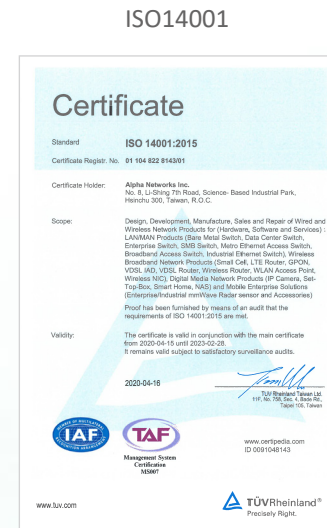 ISO14001
Certificate
Standard ISO 14001:2015
Certificate Registr. No. 01 104 822 8143/01
Certificate Holder: Alpha Networks Inc.
No. 8, Li-Shing 7th Road, Science- Based Industrial Park,
Hsinchu 300, Taiwan, R.O.C.
Scope: Design, Development, Manufacture, Sales and Repair of Wired and
Wireless Network Products for (Hardware, Software and Services) :
LAN/MAN Products (Bare Metal Switch, Data Center Switch,
Enterprise Switch, SMB Switch, Metro Ethernet Access Switch,
Broadband Access Switch, Industrial Ethernet Switch), Wireless
Broadband Network Products (Small Cell, LTE Router, GPON,
VDSL IAD, VDSL Router, Wireless Router, WLAN Access Point,
Wireless NIC), Digital Media Network Products (IP Camera, Set-
Top-Box, Smart Home, NAS) and Mobile Enterprise Solutions
(Enterprise/Industrial mmWave Radar sensor and Accessories)
Proof has been furnished by means of an audit that the
requirements of ISO 14001:2015 are met.
Validity: The certificate is valid in conjunction with the main certificate
from 2020-04-15 until 2023-02-28.
It remains valid subject to satisfactory surveillance audits.
2020-04-16
TÜV Rheinland Taiwan Ltd.
11F, No. 758, Sec. 4, Bade Rd.,
Taipei 105, Taiwan
IAF
TAF
Management System
Certification
MS007
www.certipedia.com
ID 0091048143
www.tuv.com
TÜVRheinland®
Precisely Right.